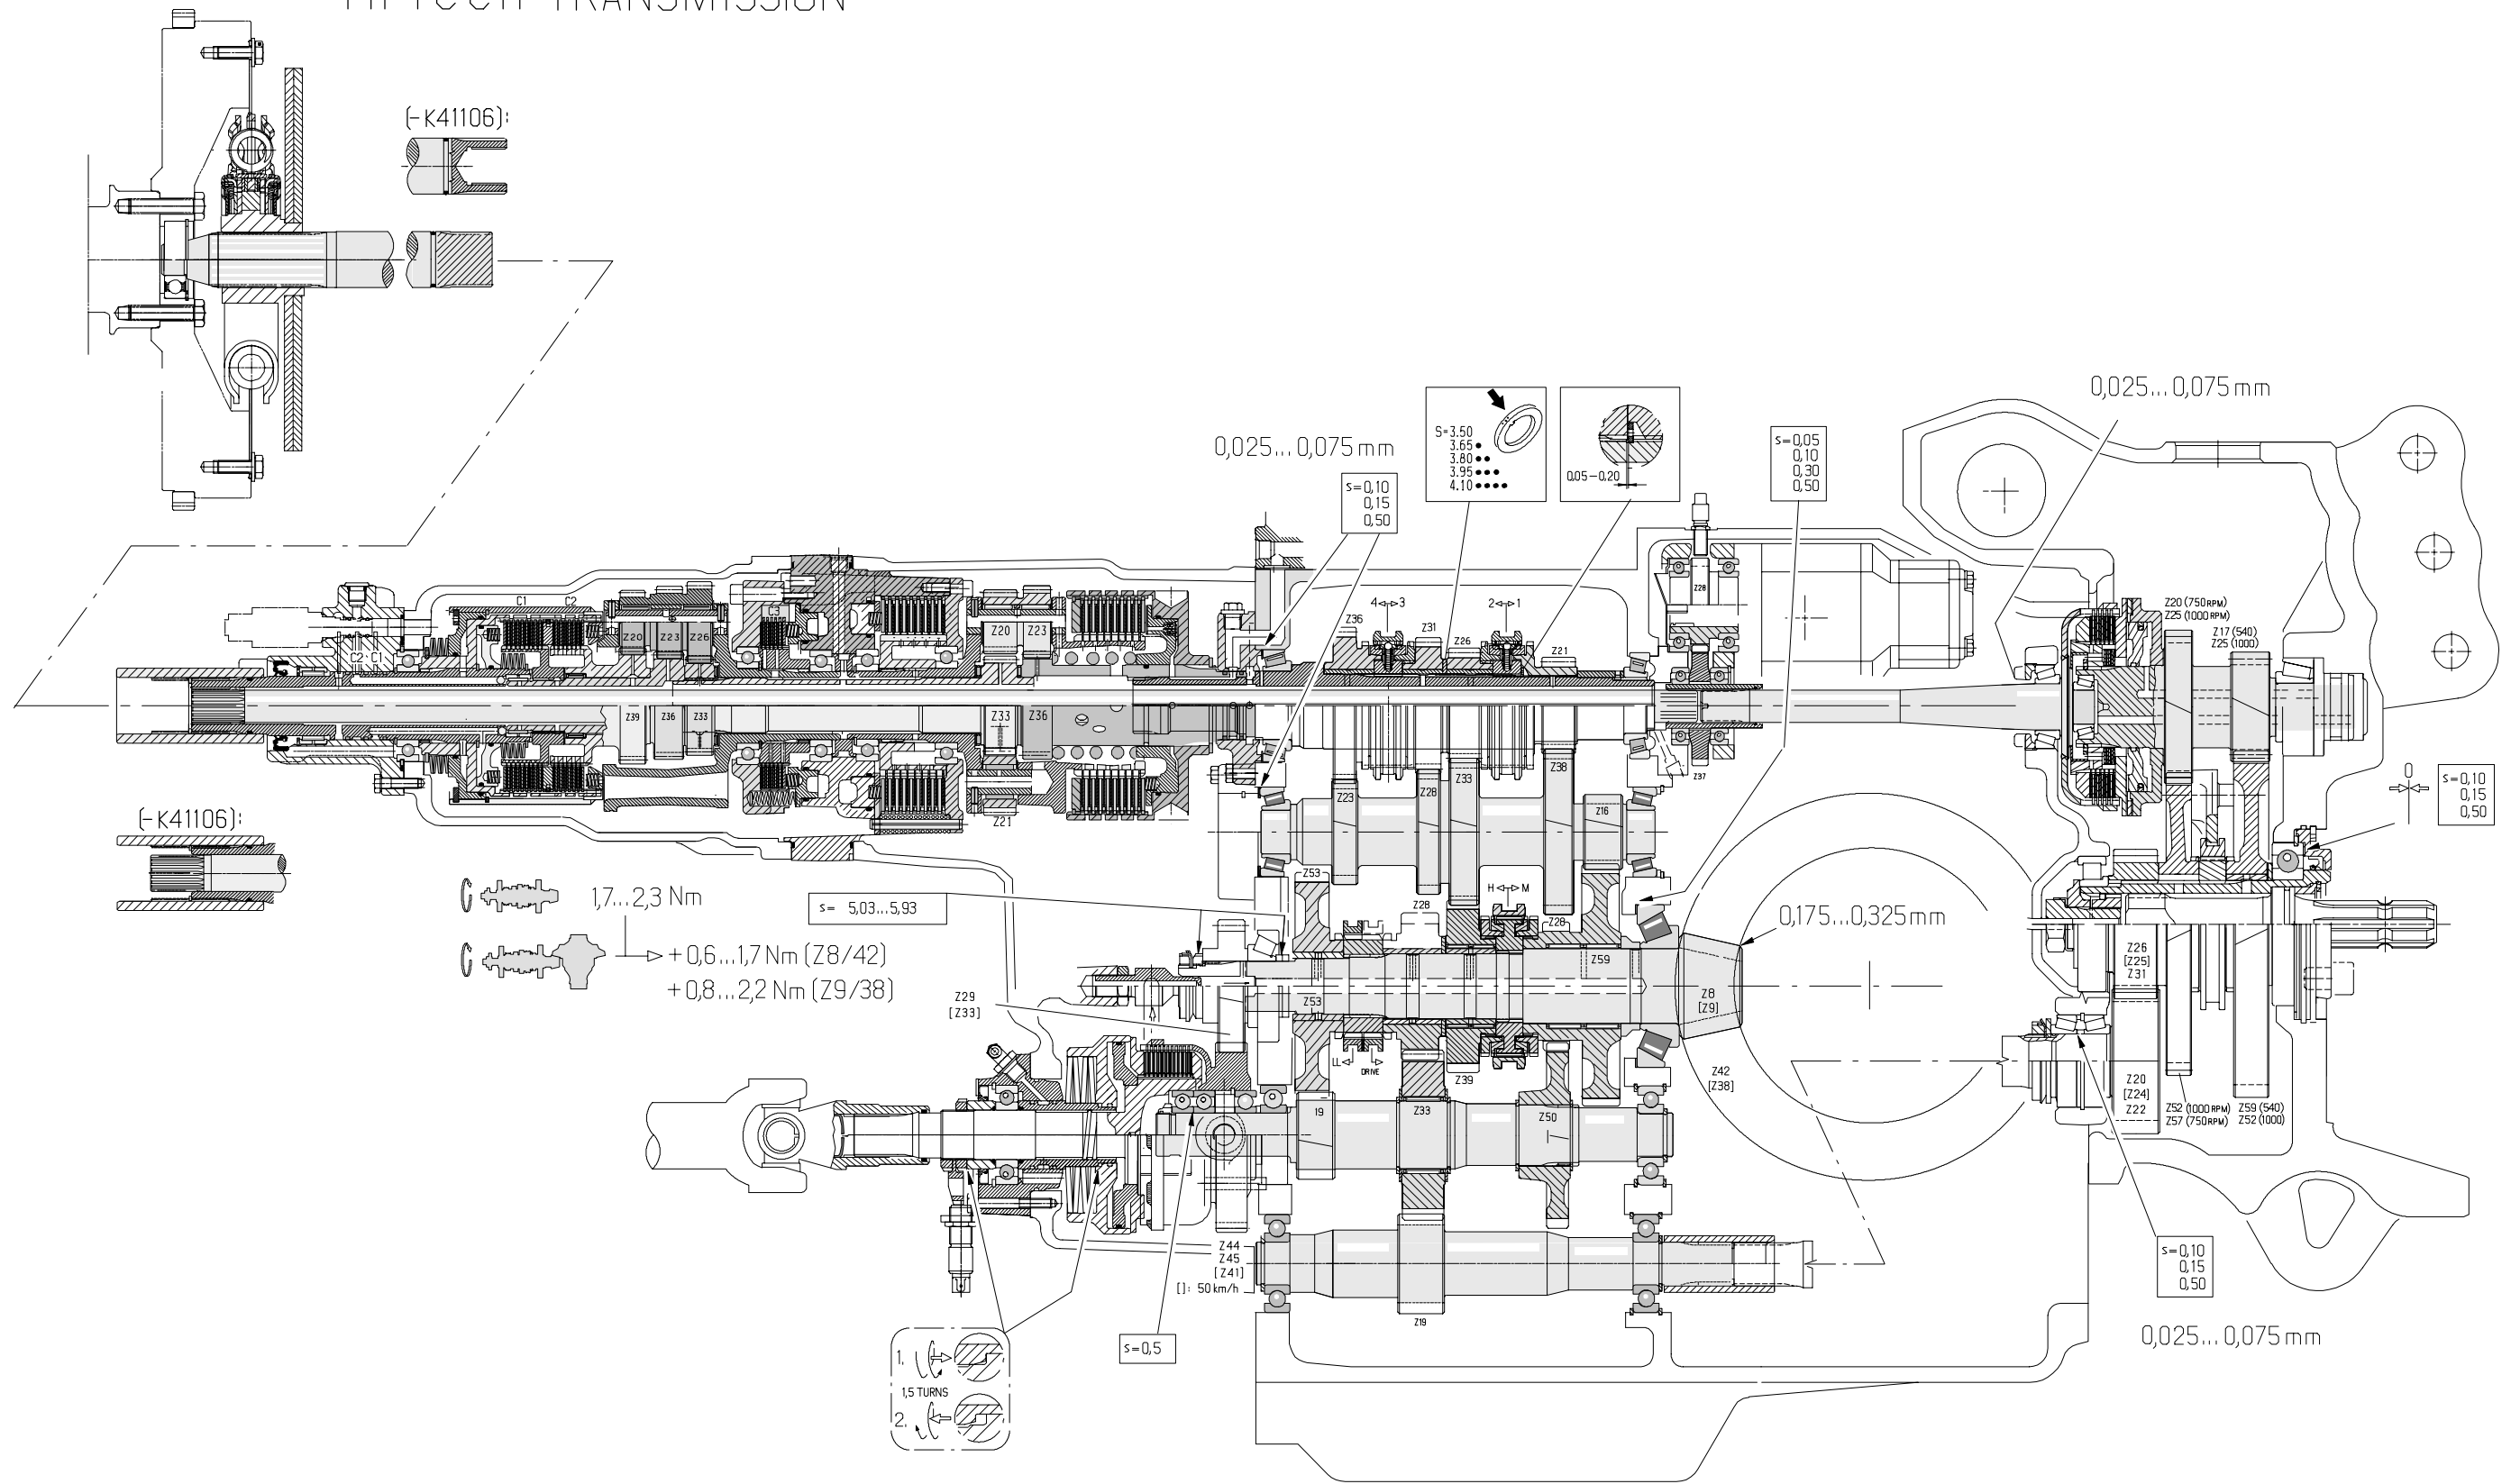 TRANSMISSION
(-K41106):
0,025...0,075 mm
0,025...0,075 mm
S=3.50
3.65
3.80
3.95
4.10
0,05-0,20
s=0,05
0,10
0,30
0,50
s=0,10
0,15
0,50
C1
C2
C3
C2 C1
Z20
Z23
Z26
Z20
Z23
Z36
4
3
Z31
Z26
2
1
Z21
Z28
Z20 (750 RPM)
Z25 (1000 RPM)
Z17 (540)
Z25 (1000)
Z39
Z36
Z33
Z33
Z36
Z33
Z38
Z37
Z23
Z28
Z16
Z21
0
s=0,10
0,15
0,50
(-K41106):
1,7...2,3 Nm
+0,6...1,7 Nm (Z8/42)
+0,8...2,2 Nm (Z9/38)
s= 5,03...5,93
Z53
H
M
Z28
Z28
0,175...0,325 mm
Z29
[Z33]
Z53
Z59
Z8
[Z9]
Z26
[Z25]
Z31
LL
DRIVE
Z39
Z42
[Z38]
Z20
[Z24]
Z22
Z52 (1000 RPM)
Z57 (750 RPM)
Z59 (540)
Z52 (1000)
19
Z33
Z50
Z44
Z45
[Z41]
[]: 50 km/h
Z19
s=0,5
s=0,10
0,15
0,50
0,025...0,075 mm
1.
1,5 TURNS
2.